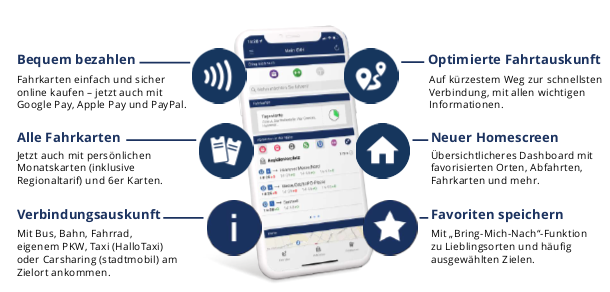 Bequem bezahlen
Fahrkarten einfach und sicher
online kaufen – jetzt auch mit
Google Pay, Apple Pay und PayPal.
Alle Fahrkarten
Jetzt auch mit persönlichen
Monatskarten (inklusive
Regionaltarif) und 6er Karten.
Verbindungsauskunft
Mit Bus, Bahn, Fahrrad,
eigenem PKW, Taxi (HalloTaxi)
oder Carsharing (stadtmobil) am
Zielort ankommen.
Tageskarte
Optimierte Fahrtauskunft
Auf kürzestem Weg zur schnellsten
Verbindung, mit allen wichtigen
Informationen.
Neuer Homescreen
Übersichtlicheres Dashboard mit
favorisierten Orten, Abfahrten,
Fahrkarten und mehr.
Favoriten speichern
Mit „Bring-Mich-Nach“-Funktion
zu Lieblingsorten und häufig
ausgewählten Zielen.